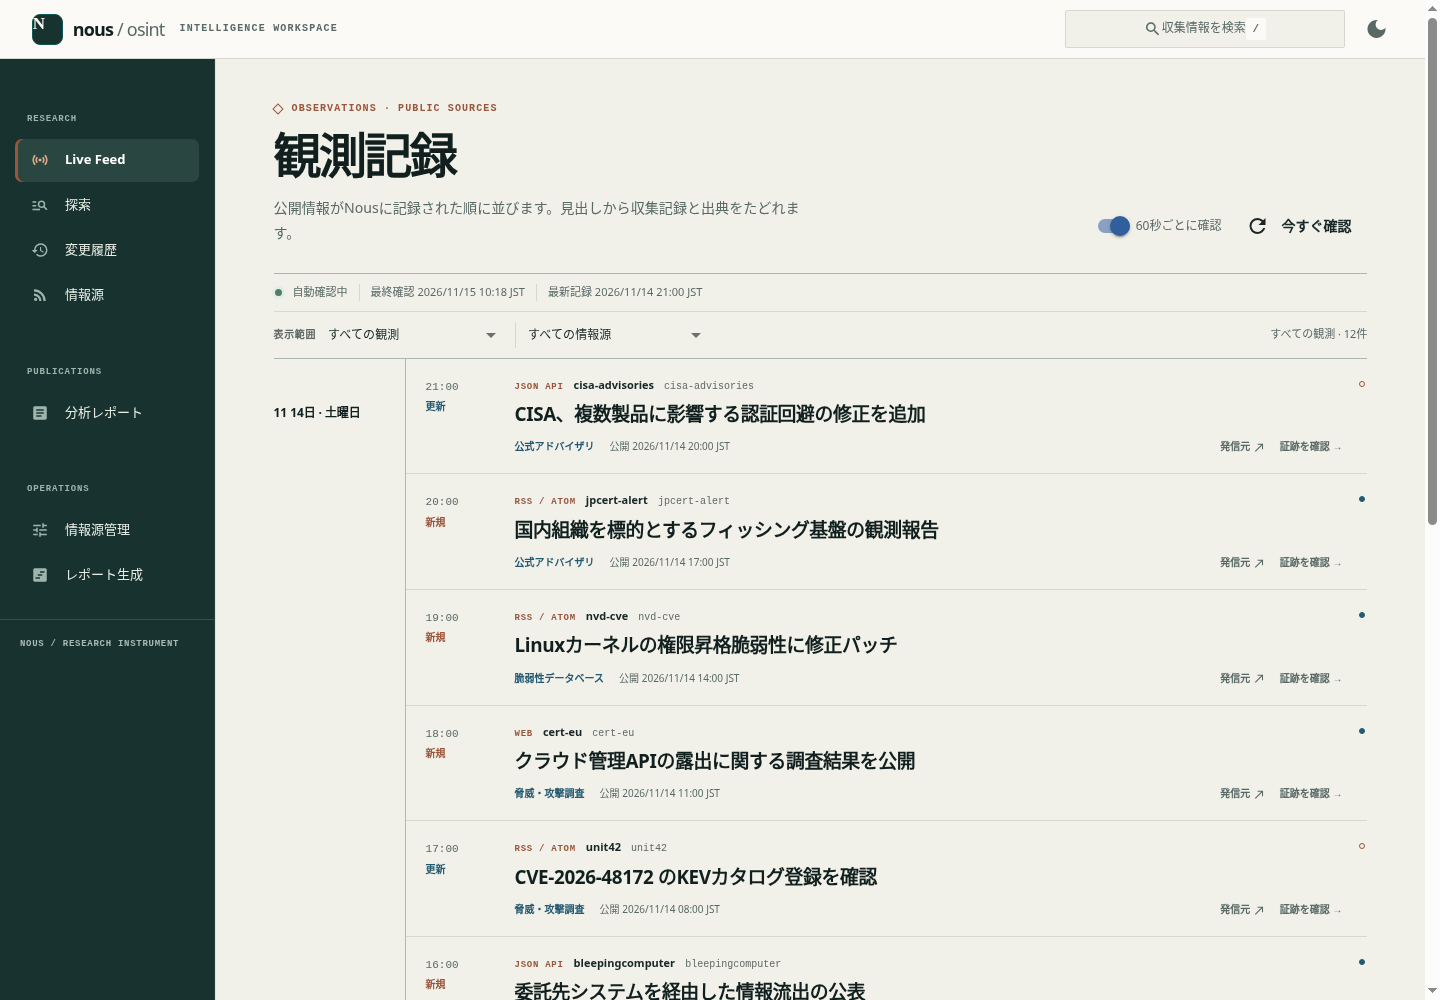 N nous / osint INTELLIGENCE WORKSPACE
収集情報を検索 /
RESEARCH
Live Feed
探索
変更履歴
情報源
PUBLICATIONS
分析レポート
OPERATIONS
情報源管理
レポート生成
NOUS / RESEARCH INSTRUMENT
OBSERVATIONS · PUBLIC SOURCES
観測記録
公開情報がNousに記録された順に並びます。見出しから収集記録と出典をたどれま
す。
60秒ごとに確認 今すぐ確認
自動確認中 最終確認 2026/11/15 10:18 JST 最新記録 2026/11/14 21:00 JST
表示範囲 すべての観測 すべての情報源 すべての観測 · 12件
11 14日 · 土曜日
21:00 JSON API cisa-advisories cisa-advisories
更新 CISA、複数製品に影響する認証回避の修正を追加
公式アドバイザリ 公開 2026/11/14 20:00 JST 発信元 ↗ 証跡を確認 →
20:00 RSS / ATOM jpcert-alert jpcert-alert
新規 国内組織を標的とするフィッシング基盤の観測報告
公式アドバイザリ 公開 2026/11/14 17:00 JST 発信元 ↗ 証跡を確認 →
19:00 RSS / ATOM nvd-cve nvd-cve
新規 Linuxカーネルの権限昇格脆弱性に修正パッチ
脆弱性データベース 公開 2026/11/14 14:00 JST 発信元 ↗ 証跡を確認 →
18:00 WEB cert-eu cert-eu
新規 クラウド管理APIの露出に関する調査結果を公開
脅威・攻撃調査 公開 2026/11/14 11:00 JST 発信元 ↗ 証跡を確認 →
17:00 RSS / ATOM unit42 unit42
更新 CVE-2026-48172 のKEVカタログ登録を確認
脅威・攻撃調査 公開 2026/11/14 08:00 JST 発信元 ↗ 証跡を確認 →
16:00 JSON API bleepingcomputer bleepingcomputer
新規 委託先システムを経由した情報流出の公表